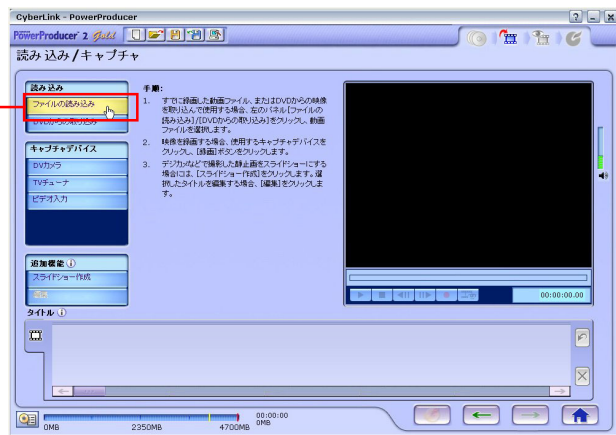 CyberLink - PowerProducer
PowerProducer 2 Gold
読み込み/キャプチャ
読み込み
ファイルの読み込み
DVDからの取り込み
キャプチャデバイス
DVカメラ
TVチューナ
ビデオ入力
追加機能
スライドショー作成
手順:
1. すでに録画した動画ファイル、またはDVDからの映像
を取り込んで使用する場合、左のパネル[ファイルの
読み込み]/[DVDからの取り込み]をクリックし、動画
ファイルを選択します。
2. 映像を録画する場合、使用するキャプチャデバイスを
クリックし、[録画]ボタンをクリックします。
3. デジカメなどで撮影した静止画をスライドショーにする
場合には、[スライドショー作成]をクリックします。選
択したタイトルを編集する場合、[編集]をクリックしま
す。
00:00:00.00
タイトル
00:00:00
0MB
0MB 2350MB 4700MB